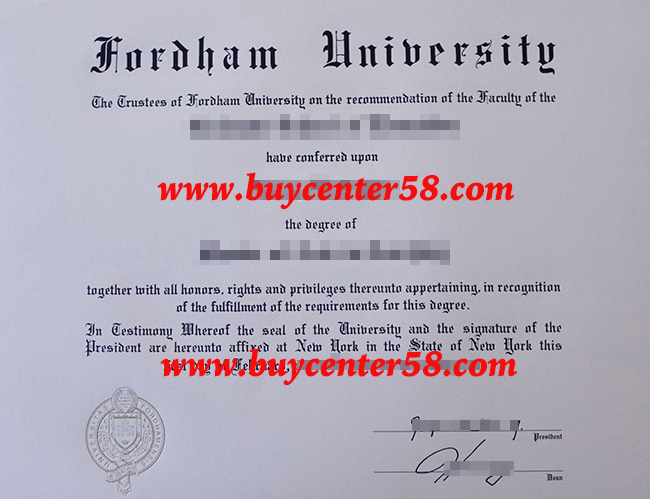 Fordham University
The Trustees of Fordham University on the recommendation of the Faculty of the
have conferred upon
www.buycenter58.com
the degree of
together with all honors, rights and privileges thereunto appertaining, in recognition
of the fulfillment of the requirements for this degree.
In Testimony Whereof the seal of the University and the signature of the
President are hereunto affixed at New York in the State of New York this
day of February,
www.buycenter58.com
President
Dean